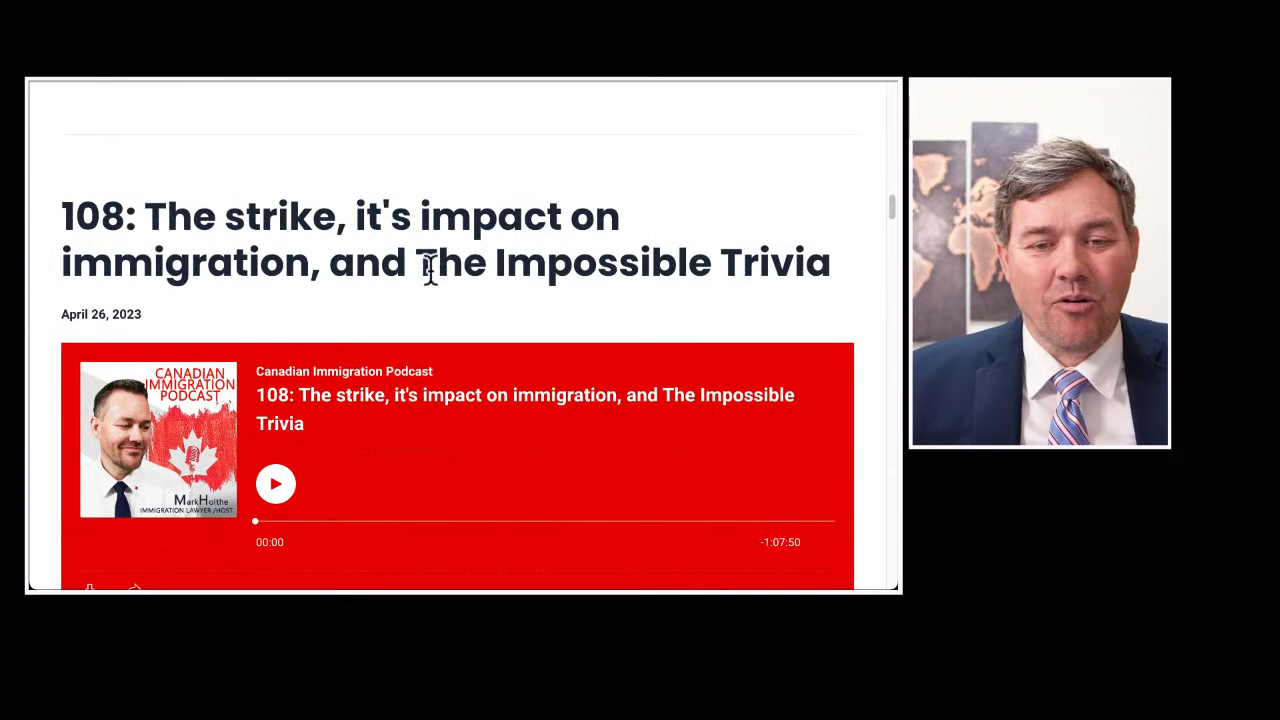 108: The strike, it's impact on
immigration, and The Impossible Trivia
April 26, 2023
CANADIAN
IMMIGRATION
PODCAST
MarkHolthe
IMMIGRATION LAWYER /HOST
Canadian Immigration Podcast
108: The strike, it's impact on immigration, and The Impossible
Trivia
00:00
-1:07:50